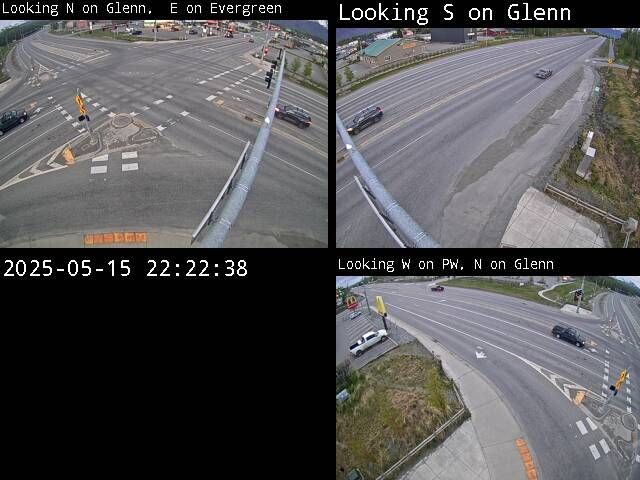 Looking N on Glenn,  E on Evergreen
Looking S on Glenn
2025-05-15 22:22:38
Looking W on PW, N on Glenn